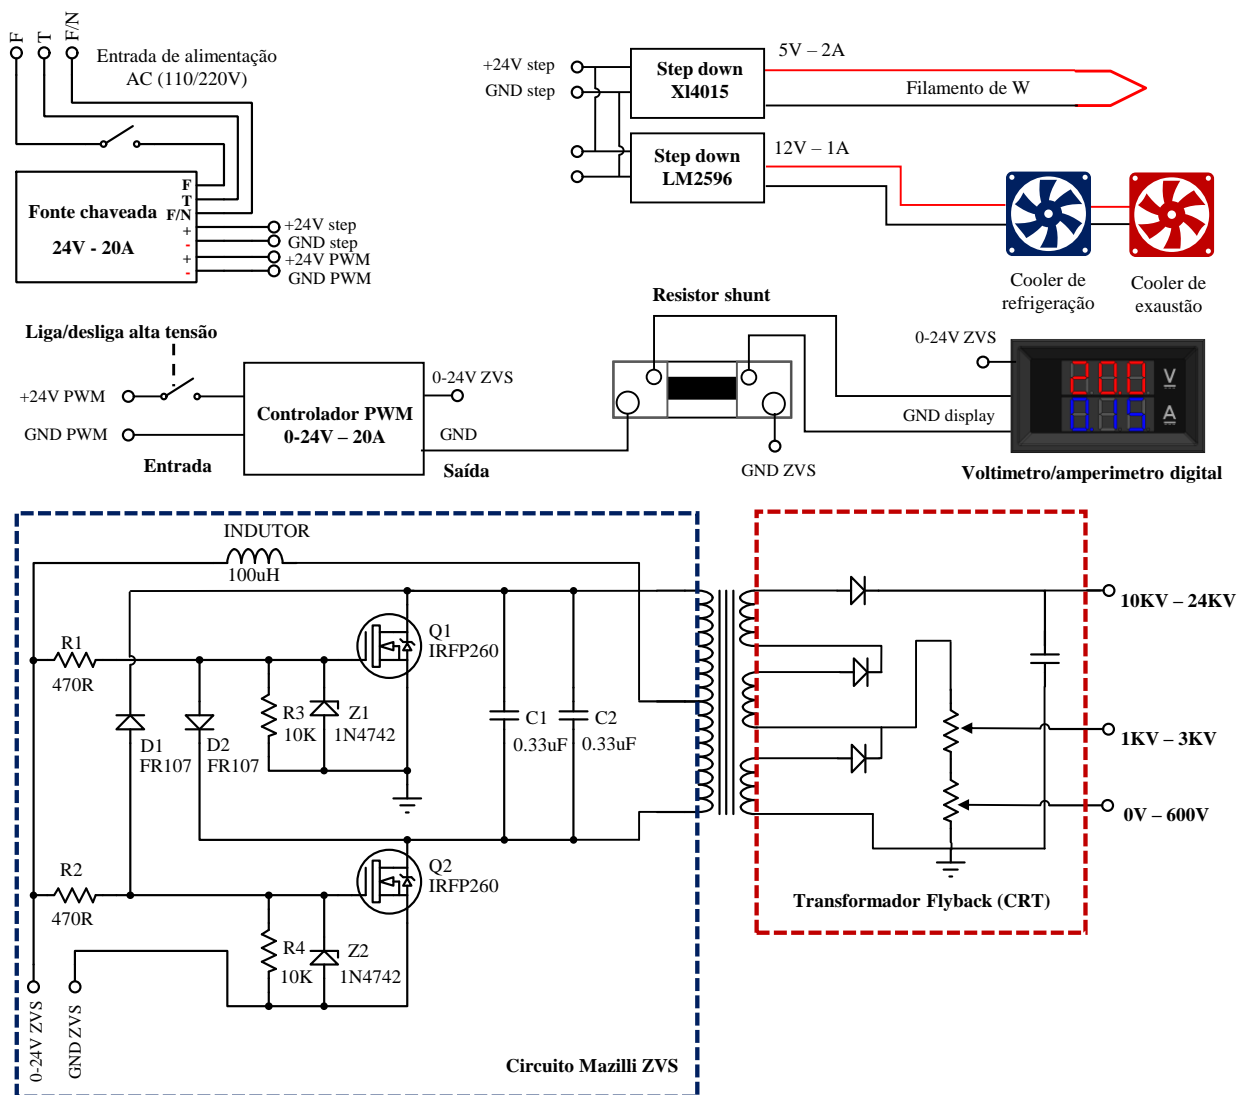 F
T
F/N
Entrada de alimentação
AC (110/220V)
Fonte chaveada
24V - 20A
F
T
F/N
+
-
+
-
+24V step
GND step
+24V PWM
GND PWM
+24V step
GND step
Step down
Xl4015
5V – 2A
Filamento de W
Step down
LM2596
12V – 1A
Cooler de
refrigeração
Cooler de
exaustão
Liga/desliga alta tensão
+24V PWM
GND PWM
Entrada
Controlador PWM
0-24V – 20A
0-24V ZVS
GND
Saída
Resistor shunt
GND ZVS
0-24V ZVS
GND display
200 V
0.15 A
Voltimetro/amperimetro digital
INDUTOR
100uH
R1
470R
D1
FR107
D2
FR107
R3
10K
Z1
1N4742
Q1
IRFP260
C1
0.33uF
C2
0.33uF
R2
470R
R4
10K
Z2
1N4742
Q2
IRFP260
0-24V ZVS
GND ZVS
Circuito Mazilli ZVS
10KV – 24KV
1KV – 3KV
0V – 600V
Transformador Flyback (CRT)